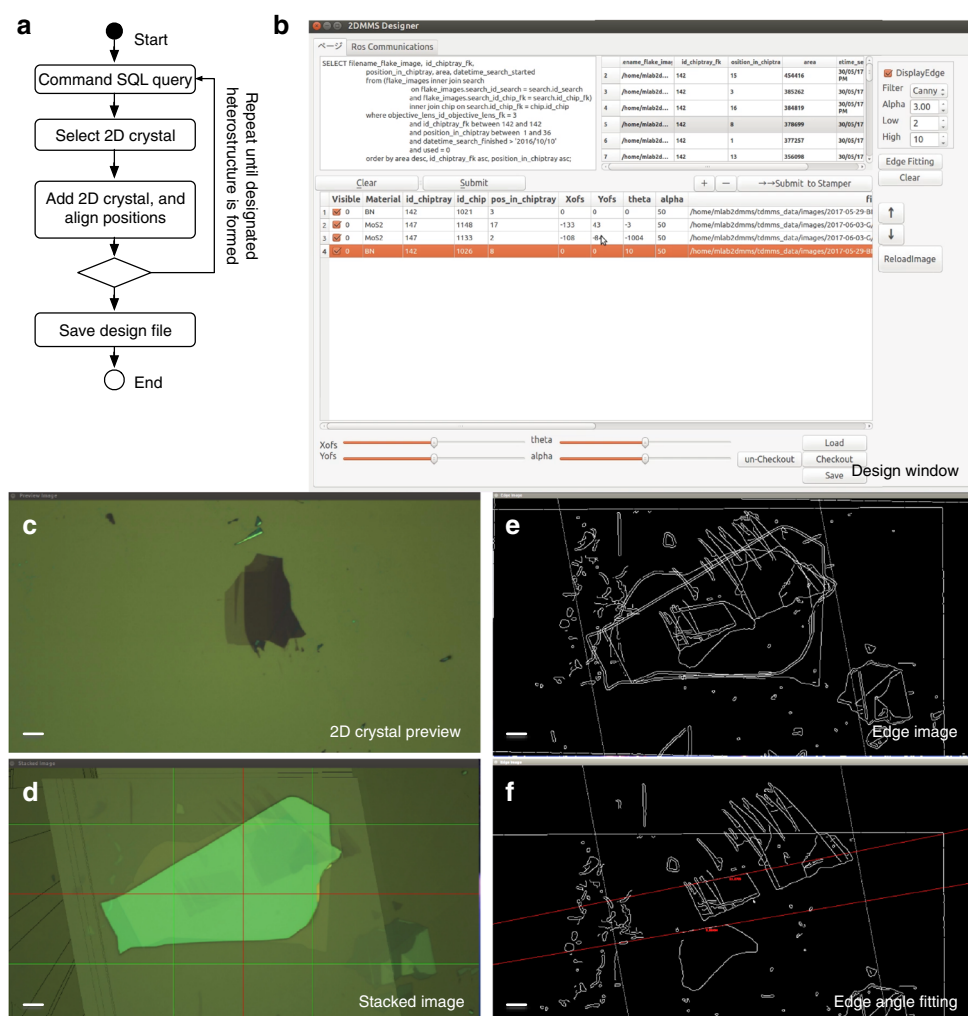 a
Start
Command SQL query
Select 2D crystal
Add 2D crystal, and
align positions
Save design file
End
Repeat until designated
heterostructure is formed
b
2DMMS Designer
ページ Ros Communications
SELECT filename_flake_image, id_chiptray_fk,
position_in_chiptray, area, datetime_search_started
from (flake_images inner join search
on flake_images.search_id_search = search.id_search
and flake_images.search_id_chip_fk = search.id_chip_fk)
inner join chip on search.id_chip_fk = chip.id_chip
where objective_lens_id_objective_lens_fk = 3
and id_chiptray_fk between 142 and 142
and position_in_chiptray between 1 and 36
and datetime_search_finished > '2016/10/10'
and used = 0
order by area desc, id_chiptray_fk asc, position_in_chiptray asc;
ename_flake_imag id_chiptray_fk osition_in_chiptra area etime_se
2 /home/mlab2d... 142 15 454416 30/05/17 PM
3 /home/mlab2d... 142 3 385262 30/05/17
4 /home/mlab2d... 142 16 384819 30/05/17
5 /home/mlab2d... 142 8 378699 30/05/17
6 /home/mlab2d... 142 1 377257 30/05/17
7 /home/mlab2d... 142 13 356098 30/05/17
DisplayEdge
Filter Canny
Alpha 3.00
Low 2
High 10
Edge Fitting
Clear
Clear Submit + − →→Submit to Stamper
Visible Material id_chiptray id_chip pos_in_chiptray Xofs Yofs theta alpha fi
1 0 BN 142 1021 3 0 0 0 50 /home/mlab2dmms/tdmms_data/images/2017-05-29-B
2 0 MoS2 147 1148 17 -133 43 -3 50 /home/mlab2dmms/tdmms_data/images/2017-06-03-G/
3 0 MoS2 147 1133 2 -108 -1004 50 /home/mlab2dmms/tdmms_data/images/2017-06-03-G/
4 0 BN 142 1026 8 0 0 10 50 /home/mlab2dmms/tdmms_data/images/2017-05-29-B
↑
↓
ReloadImage
Xofs theta Load
Yofs alpha un-Checkout Checkout
Save
Design window
Preview image
c
2D crystal preview
Stacked image
d
Stacked image
Edge image
e
Edge image
Edge image
f
Edge angle fitting